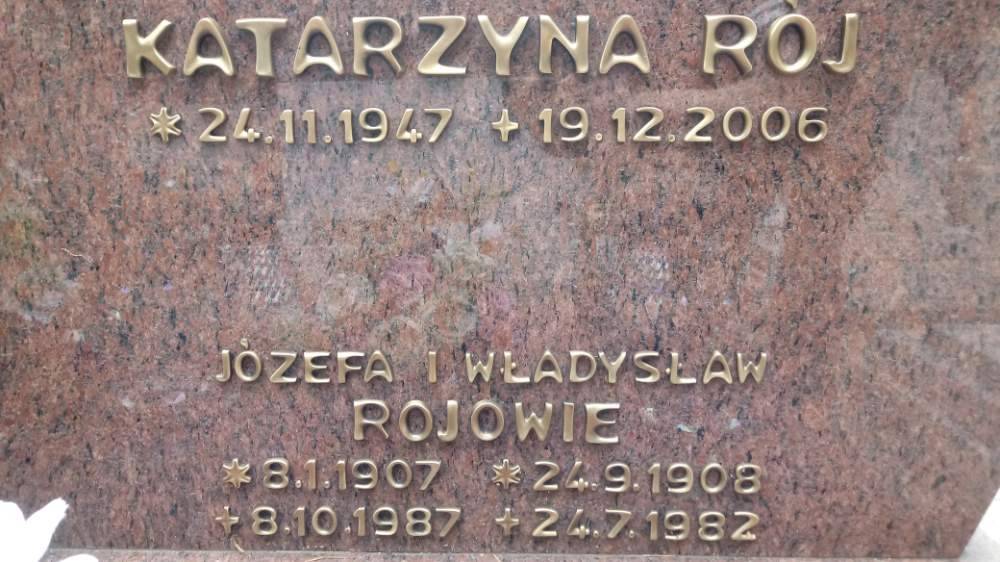 KATARZYNA RÓJ
* 24.11.1947 + 19.12.2006
JÓZEFA I WŁADYSŁAW
ROJOWIE
* 8.1.1907 * 24.9.1908
+ 8.10.1987 + 24.7.1982